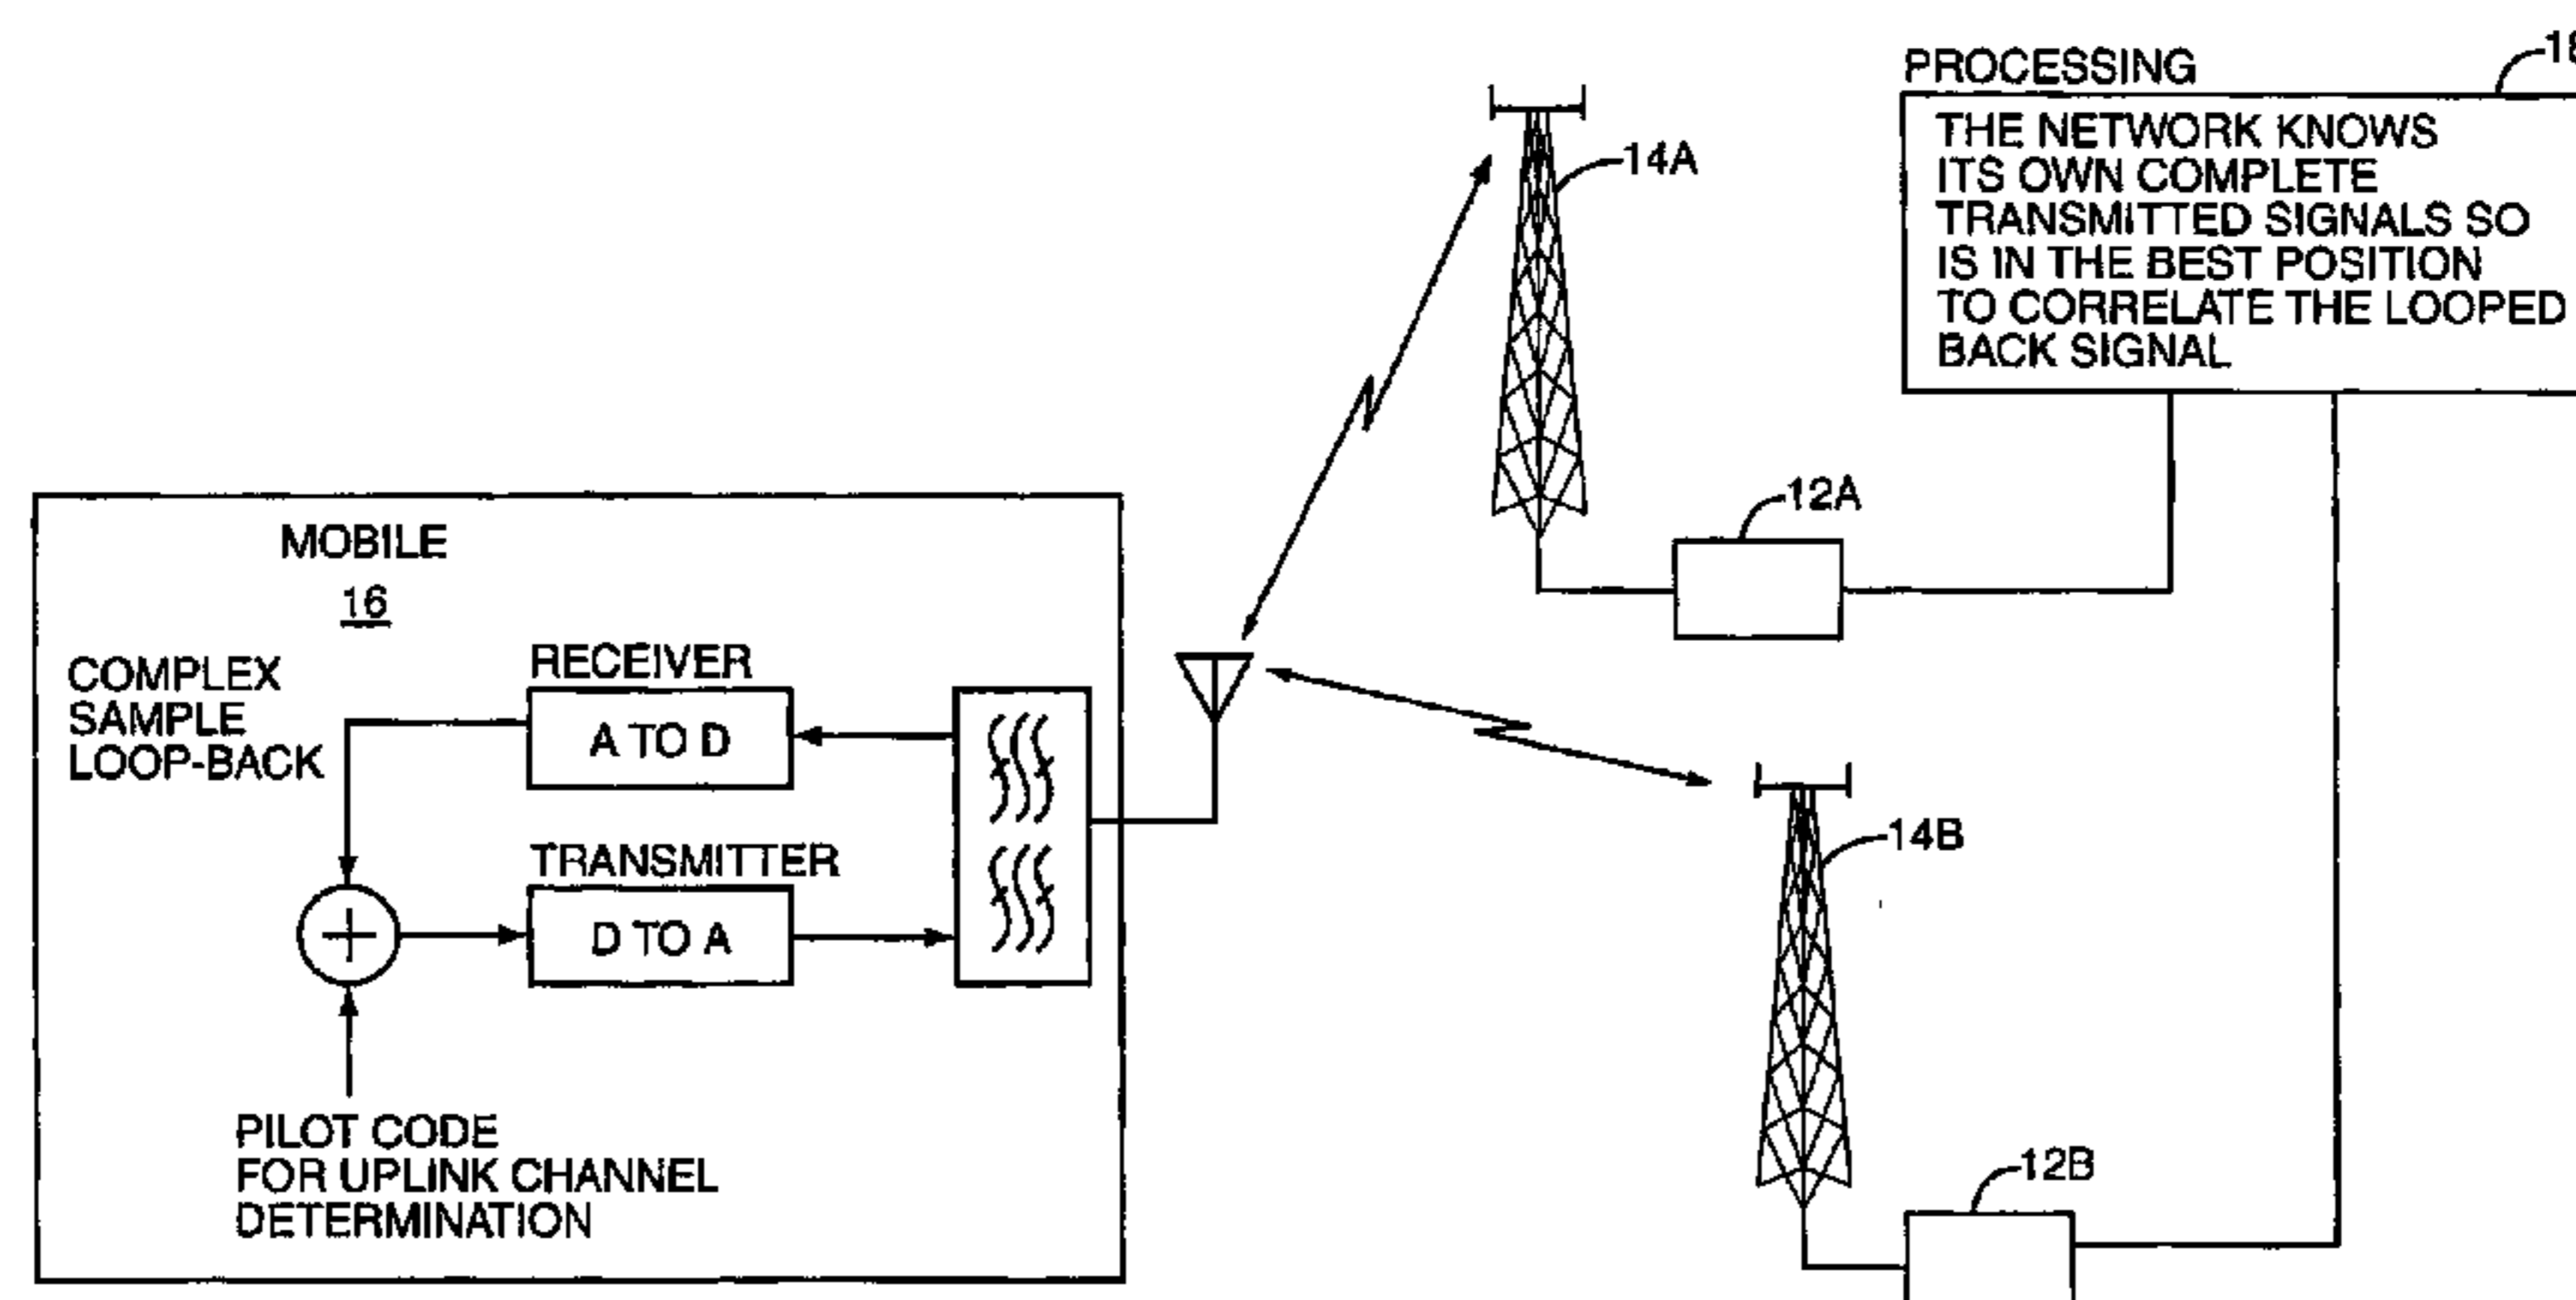 PROCESSING
18
THE NETWORK KNOWS
ITS OWN COMPLETE
TRANSMITTED SIGNALS SO
IS IN THE BEST POSITION
TO CORRELATE THE LOOPED
BACK SIGNAL
14A
12A
MOBILE
16
COMPLEX
SAMPLE
LOOP-BACK
RECEIVER
A TO D
TRANSMITTER
D TO A
+
PILOT CODE
FOR UPLINK CHANNEL
DETERMINATION
14B
12B